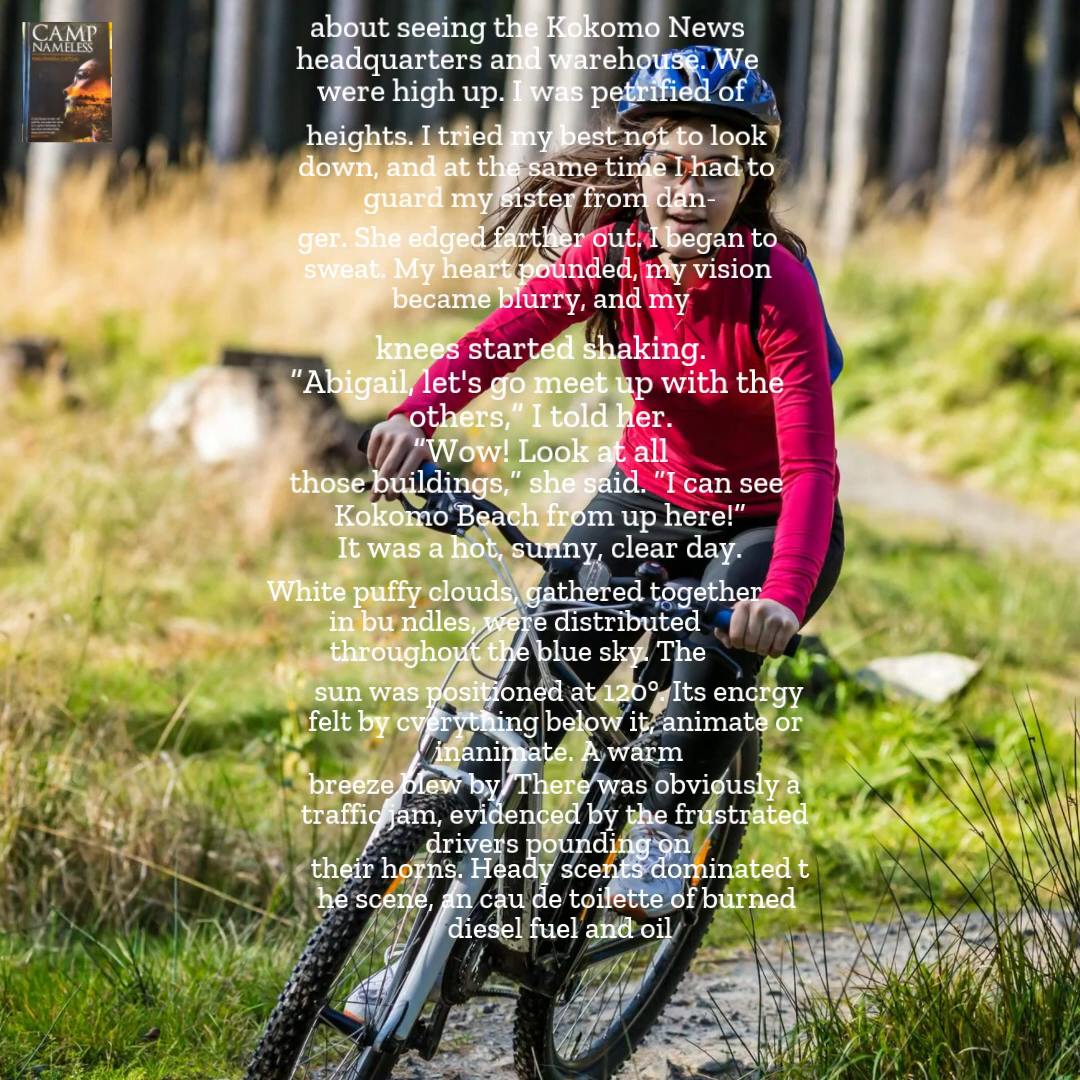 CAMP
NAMELESS
about seeing the Kokomo News
headquarters and warehouse. We
were high up. I was petrified of
heights. I tried my best not to look
down, and at the same time I had to
guard my sister from dan-
ger. She edged farther out. I began to
sweat. My heart pounded, my vision
became blurry, and my
knees started shaking.
"Abigail, let's go meet up with the
others," I told her.
"Wow! Look at all
those buildings," she said. "I can see
Kokomo Beach from up here!"
It was a hot, sunny, clear day.
White puffy clouds, gathered together
in bu ndles, were distributed
throughout the blue sky. The
sun was positioned at 120°. Its encrgy
felt by cverything below it, animate or
inanimate. A warm
breeze blew by. There was obviously a
traffic jam, evidenced by the frustrated
drivers pounding on
their horns. Heady scents dominated t
he scene, an cau de toilette of burned
diesel fuel and oil